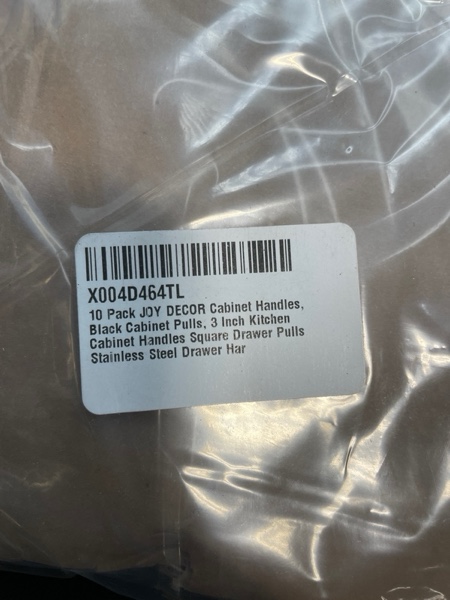 X004D464TL
10 Pack JOY DECOR Cabinet Handles,
Black Cabinet Pulls, 3 Inch Kitchen
Cabinet Handles Square Drawer Pulls
Stainless Steel Drawer Har